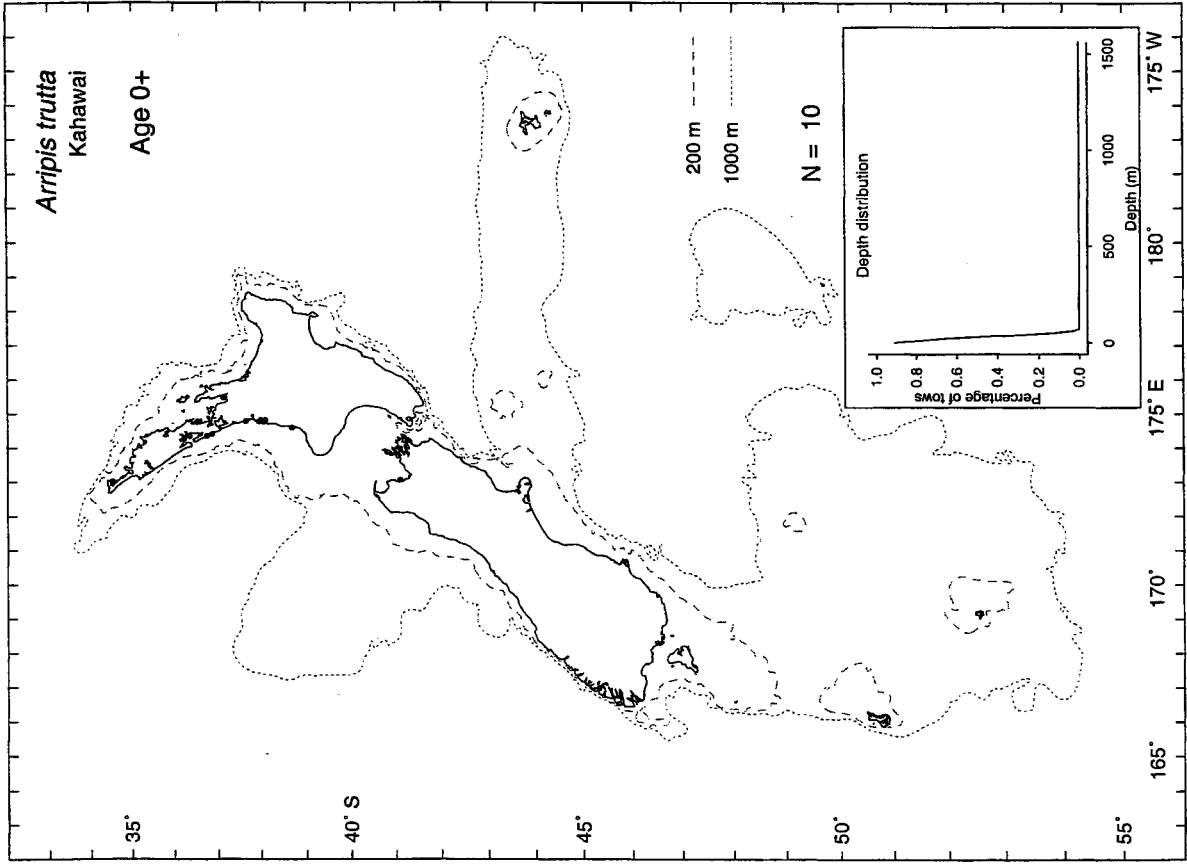 Arripis trutta
Kahawai
Age 0+
200 m
1000 m
N = 10
Depth distribution
Percentage of tows
1.0
0.8
0.6
0.4
0.2
0.0
0
500
1000
1500
Depth (m)
35°
40° S
45°
50°
55°
165°
170°
175° E
180°
175° W